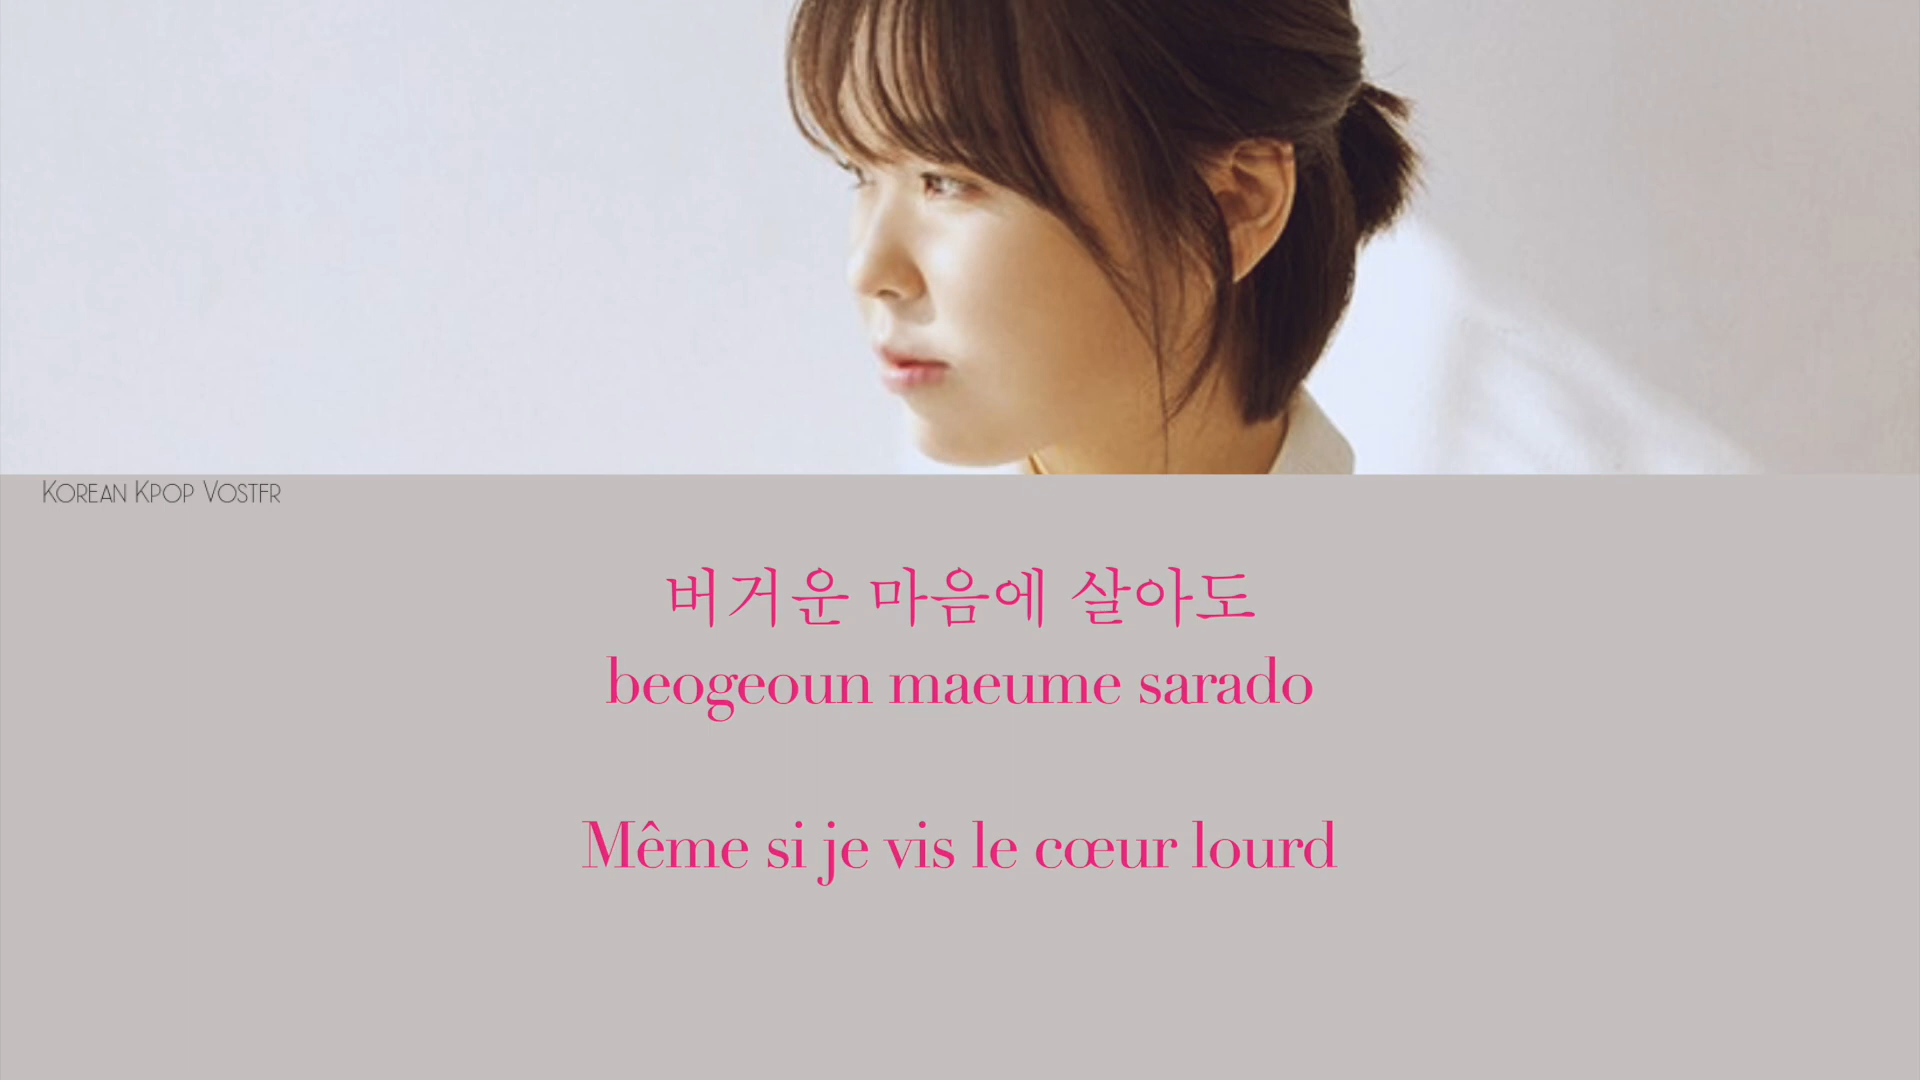 Korean Kpop Vostfr
버거운 마음에 살아도
beogeoun maeume sarado
Même si je vis le cœur lourd